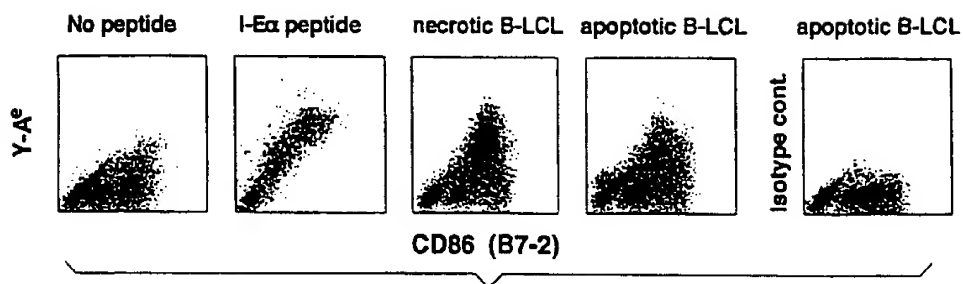 No peptide
I-Eα peptide
necrotic B-LCL
apoptotic B-LCL
apoptotic B-LCL
Y-Aᵉ
Isotype cont.
CD86 (B7-2)